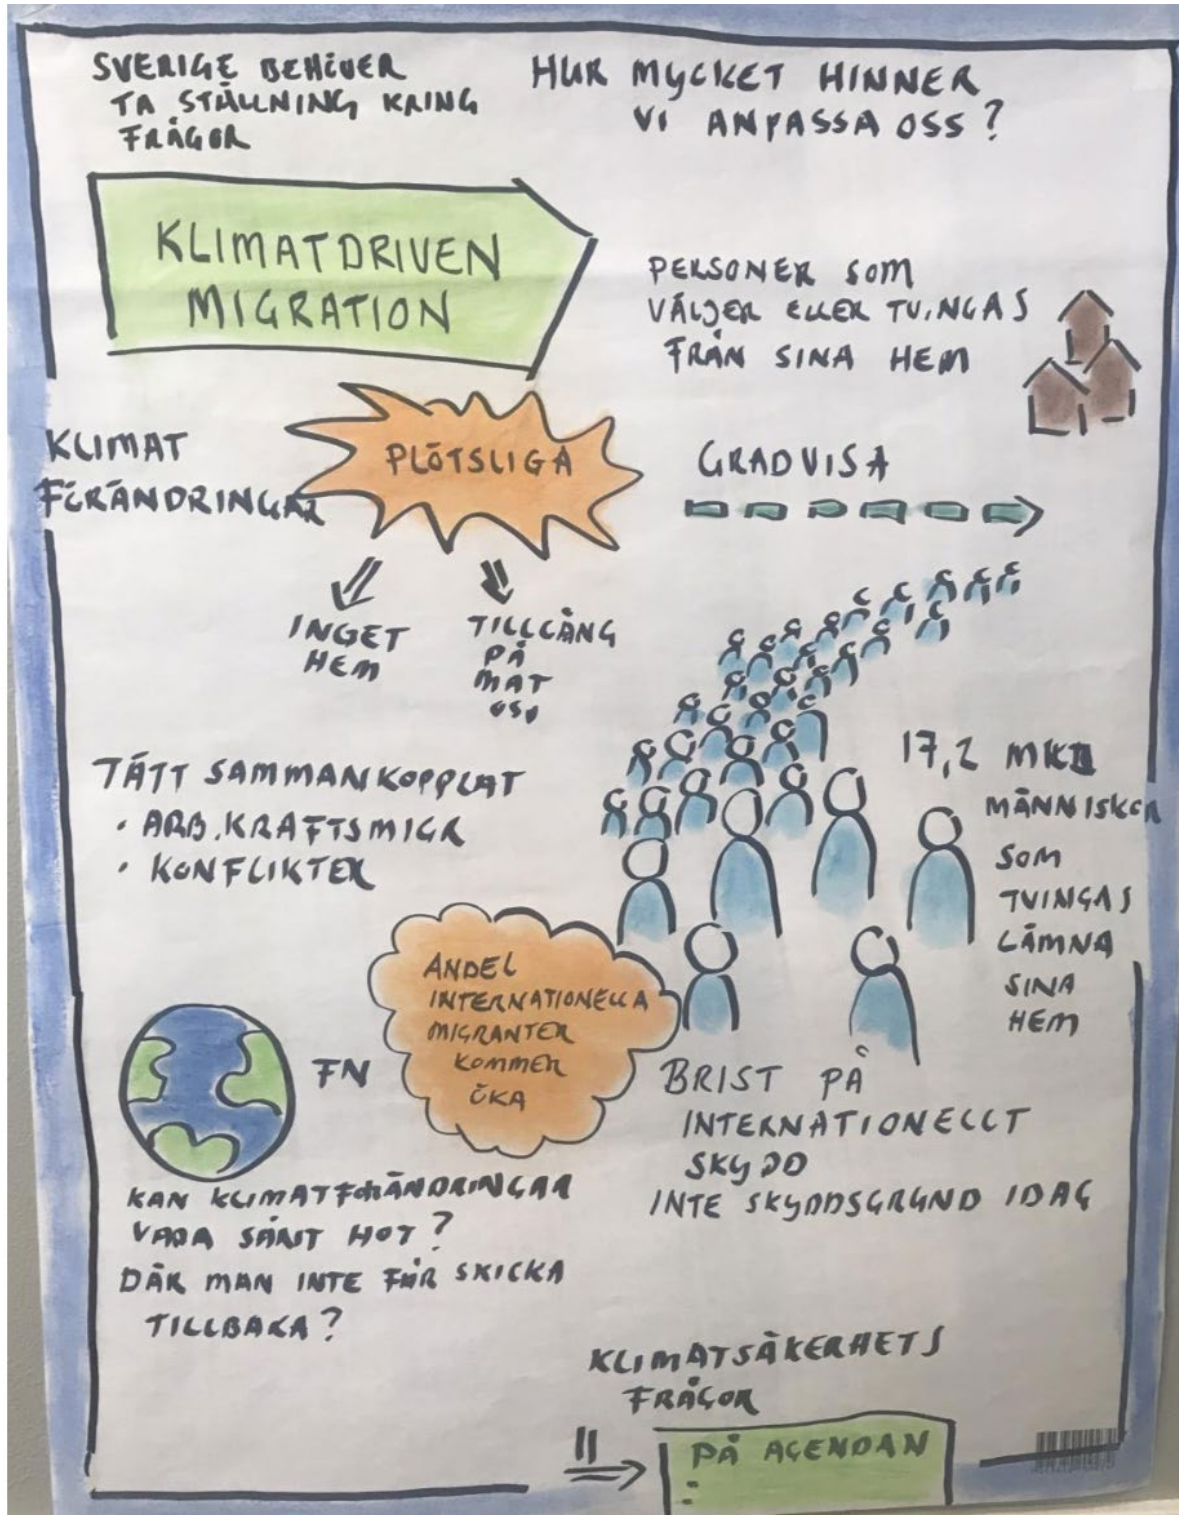 SVERIGE BEHÖVER
TA STÄLLNING KRING
FRÅGOR
HUR MYCKET HINNER
VI ANPASSA OSS?
KLIMATDRIVEN
MIGRATION
PERSONER SOM
VÄLJER ELLER TVINGAS
FRÅN SINA HEM
KLIMAT
FÖRÄNDRINGAR
PLÖTSLIGA
GRADVISA
INGET
HEM
TILLGÅNG
PÅ
MAT
OSV
TÄTT SAMMANKOPPLAT
• ARB.KRAFTSMIGR
• KONFLIKTER
17,2
MÄNNISKOR
SOM
TVINGAS
LÄMNA
SINA
HEM
ANDEL
INTERNATIONELLA
MIGRANTER
KOMMER
ÖKA
FN
BRIST PÅ
INTERNATIONELLT
SKYDD
INTE SKYDDSGRUND IDAG
KAN KLIMATFÖRÄNDRINGAR
VARA SÅNT HOT?
DÄR MAN INTE FÅR SKICKA
TILLBAKA?
KLIMATSÄKERHETS
FRÅGOR
PÅ AGENDAN